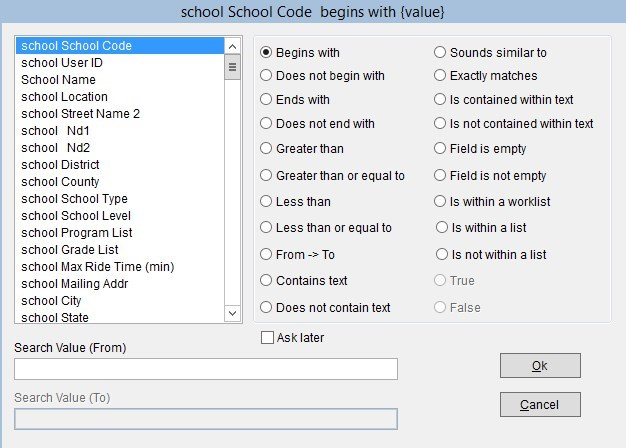 school School Code begins with {value}
school School Code
school User ID
School Name
school Location
school Street Name 2
school Nd1
school Nd2
school District
school County
school School Type
school School Level
school Program List
school Grade List
school Max Ride Time (min)
school Mailing Addr
school City
school State
Begins with
Does not begin with
Ends with
Does not end with
Greater than
Greater than or equal to
Less than
Less than or equal to
From -> To
Contains text
Does not contain text
Sounds similar to
Exactly matches
Is contained within text
Is not contained within text
Field is empty
Field is not empty
Is within a worklist
Is within a list
Is not within a list
True
False
Ask later
Search Value (From)
Search Value (To)
Ok
Cancel